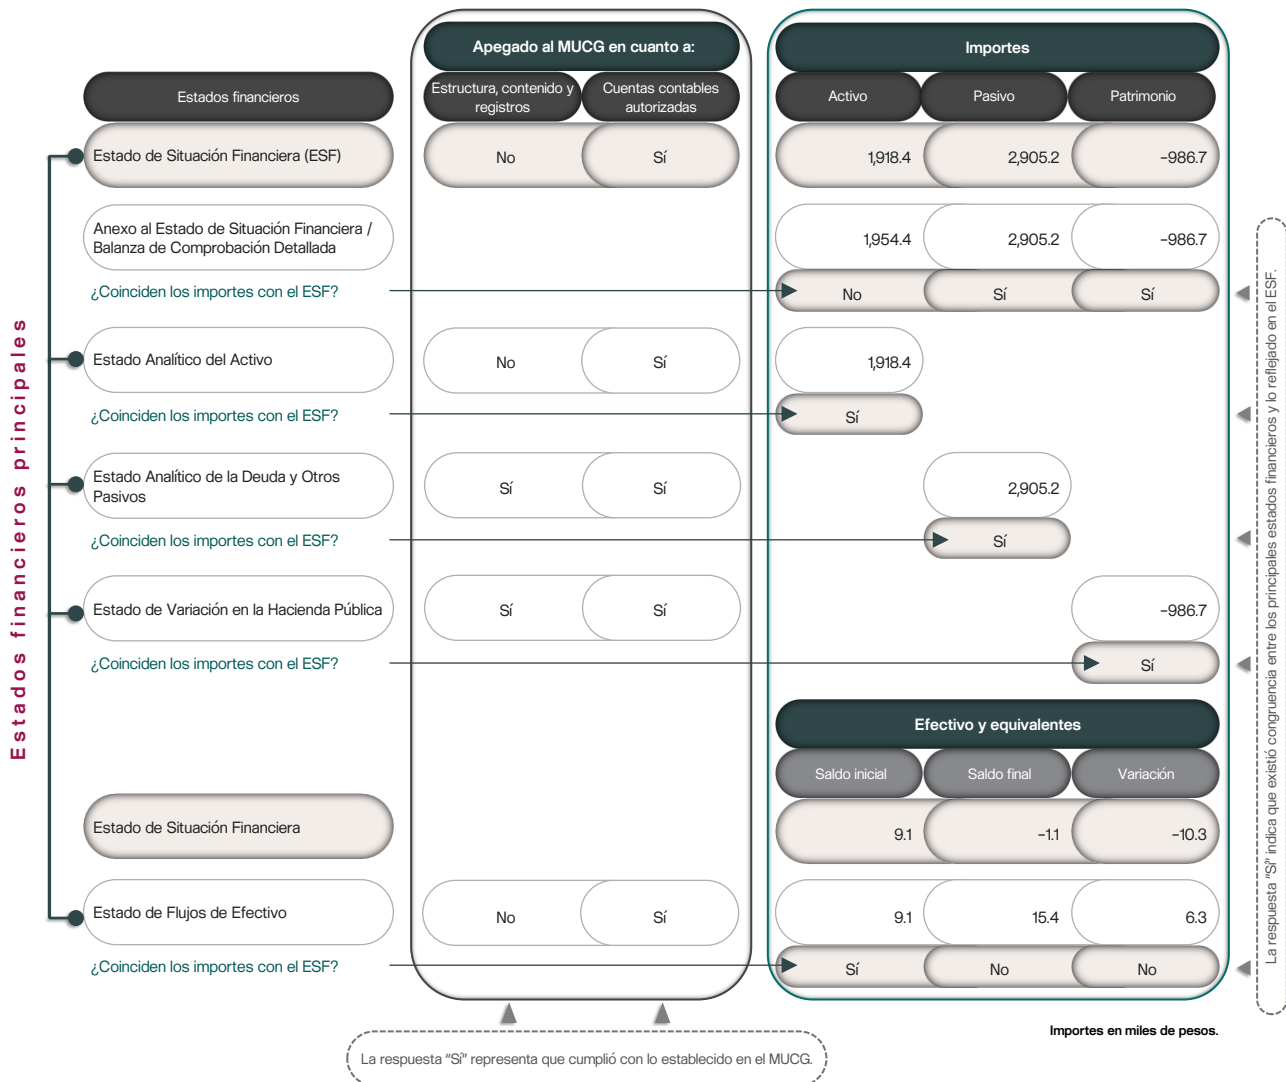 Apegado al MUCG en cuanto a:
Importes
Estados financieros
Estructura, contenido y
registros
Cuentas contables
autorizadas
Activo
Pasivo
Patrimonio
Estado de Situación Financiera (ESF)
No
Sí
1,918.4
2,905.2
-986.7
Anexo al Estado de Situación Financiera /
Balanza de Comprobación Detallada
1,954.4
2,905.2
-986.7
¿Coinciden los importes con el ESF?
No
Sí
Sí
Estado Analítico del Activo
No
Sí
1,918.4
¿Coinciden los importes con el ESF?
Sí
Estado Analítico de la Deuda y Otros
Pasivos
Sí
Sí
2,905.2
¿Coinciden los importes con el ESF?
Sí
Estado de Variación en la Hacienda Pública
Sí
Sí
-986.7
¿Coinciden los importes con el ESF?
Sí
Efectivo y equivalentes
Saldo inicial
Saldo final
Variación
Estado de Situación Financiera
9.1
-1.1
-10.3
Estado de Flujos de Efectivo
No
Sí
9.1
15.4
6.3
¿Coinciden los importes con el ESF?
Sí
No
No
Importes en miles de pesos.
La respuesta "Sí" representa que cumplió con lo establecido en el MUCG.
Estados financieros principales
La respuesta "Sí" indica que existió congruencia entre los principales estados financieros y lo reflejado en el ESF.